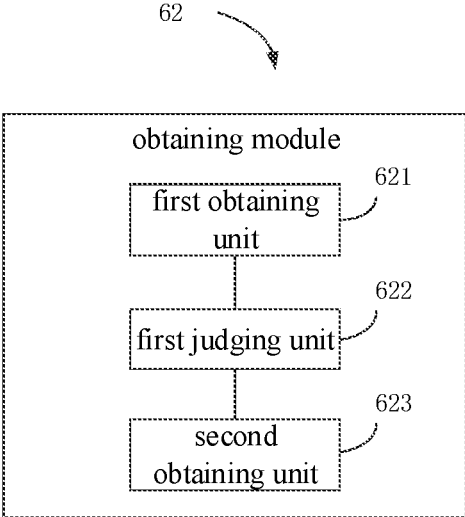 62
obtaining module
621
first obtaining
unit
622
first judging unit
623
second
obtaining unit